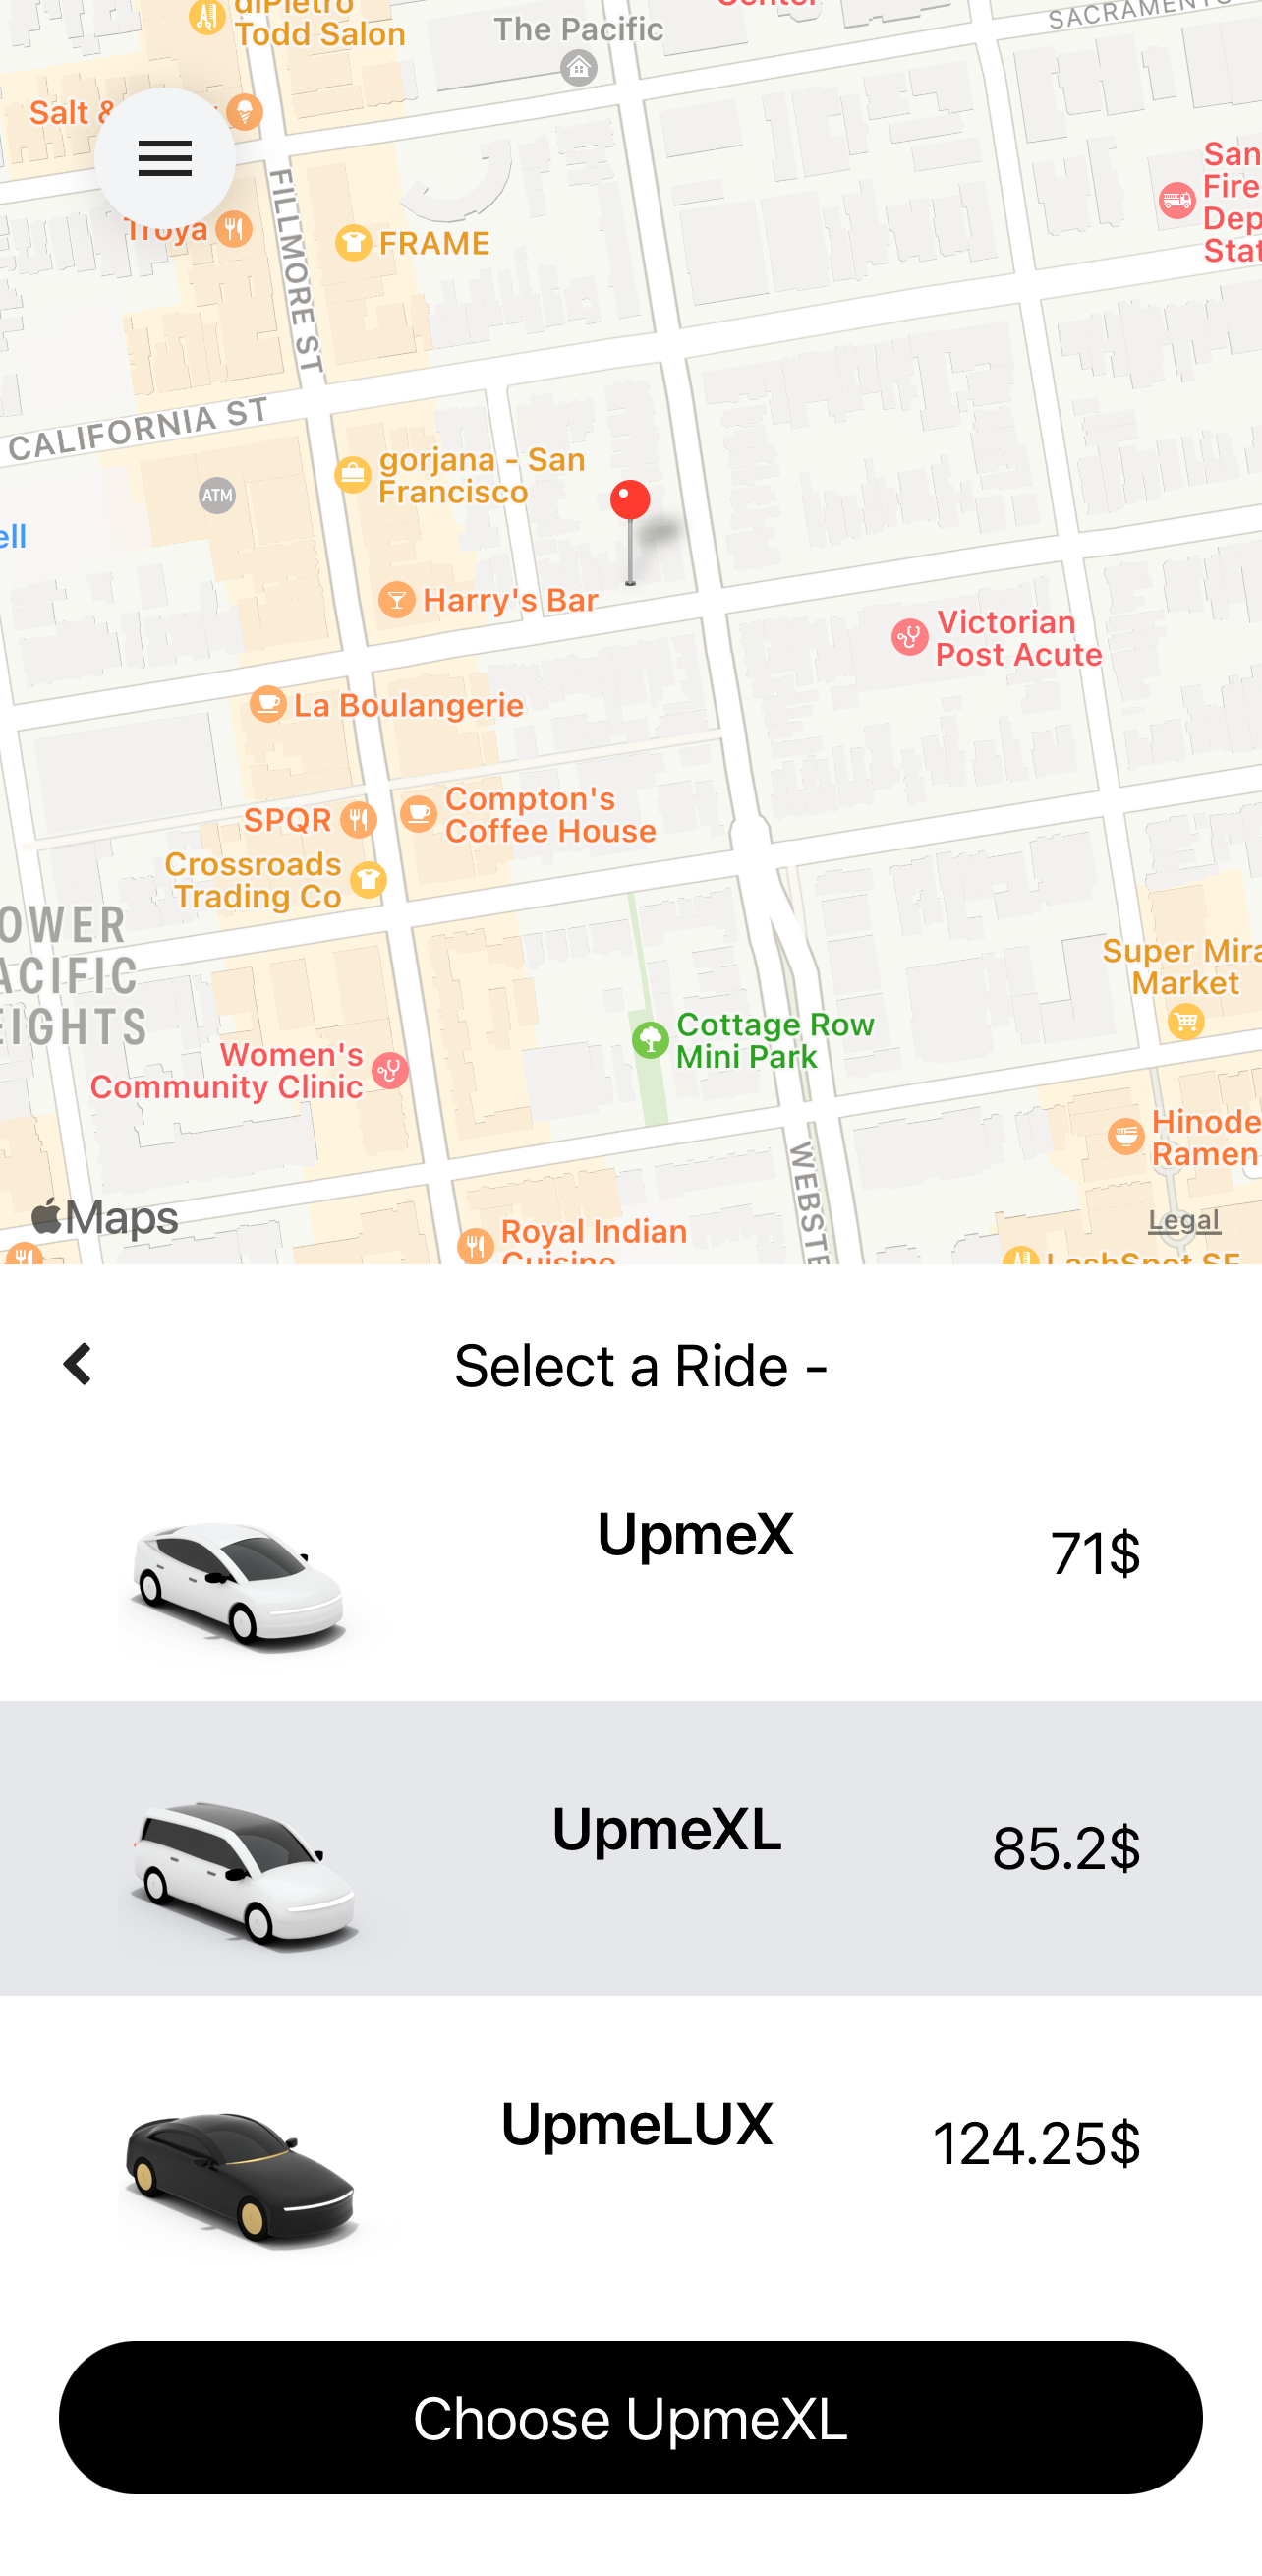 diPietro
Todd Salon
The Pacific
Center
SACRAMENTO
Salt &
San
Fire
Dep
Stat
Troya
FRAME
FILLMORE ST
CALIFORNIA ST
gorjana - San
Francisco
ATM
ell
Harry's Bar
Victorian
Post Acute
La Boulangerie
Compton's
Coffee House
SPQR
Crossroads
Trading Co
OWER
ACIFIC
EIGHTS
Super Mira
Market
Cottage Row
Mini Park
Women's
Community Clinic
Hinode
Ramen
WEBSTE
Maps
Legal
Royal Indian
Cuisine
LashSpot SF
Select a Ride -
UpmeX
71$
UpmeXL
85.2$
UpmeLUX
124.25$
Choose UpmeXL